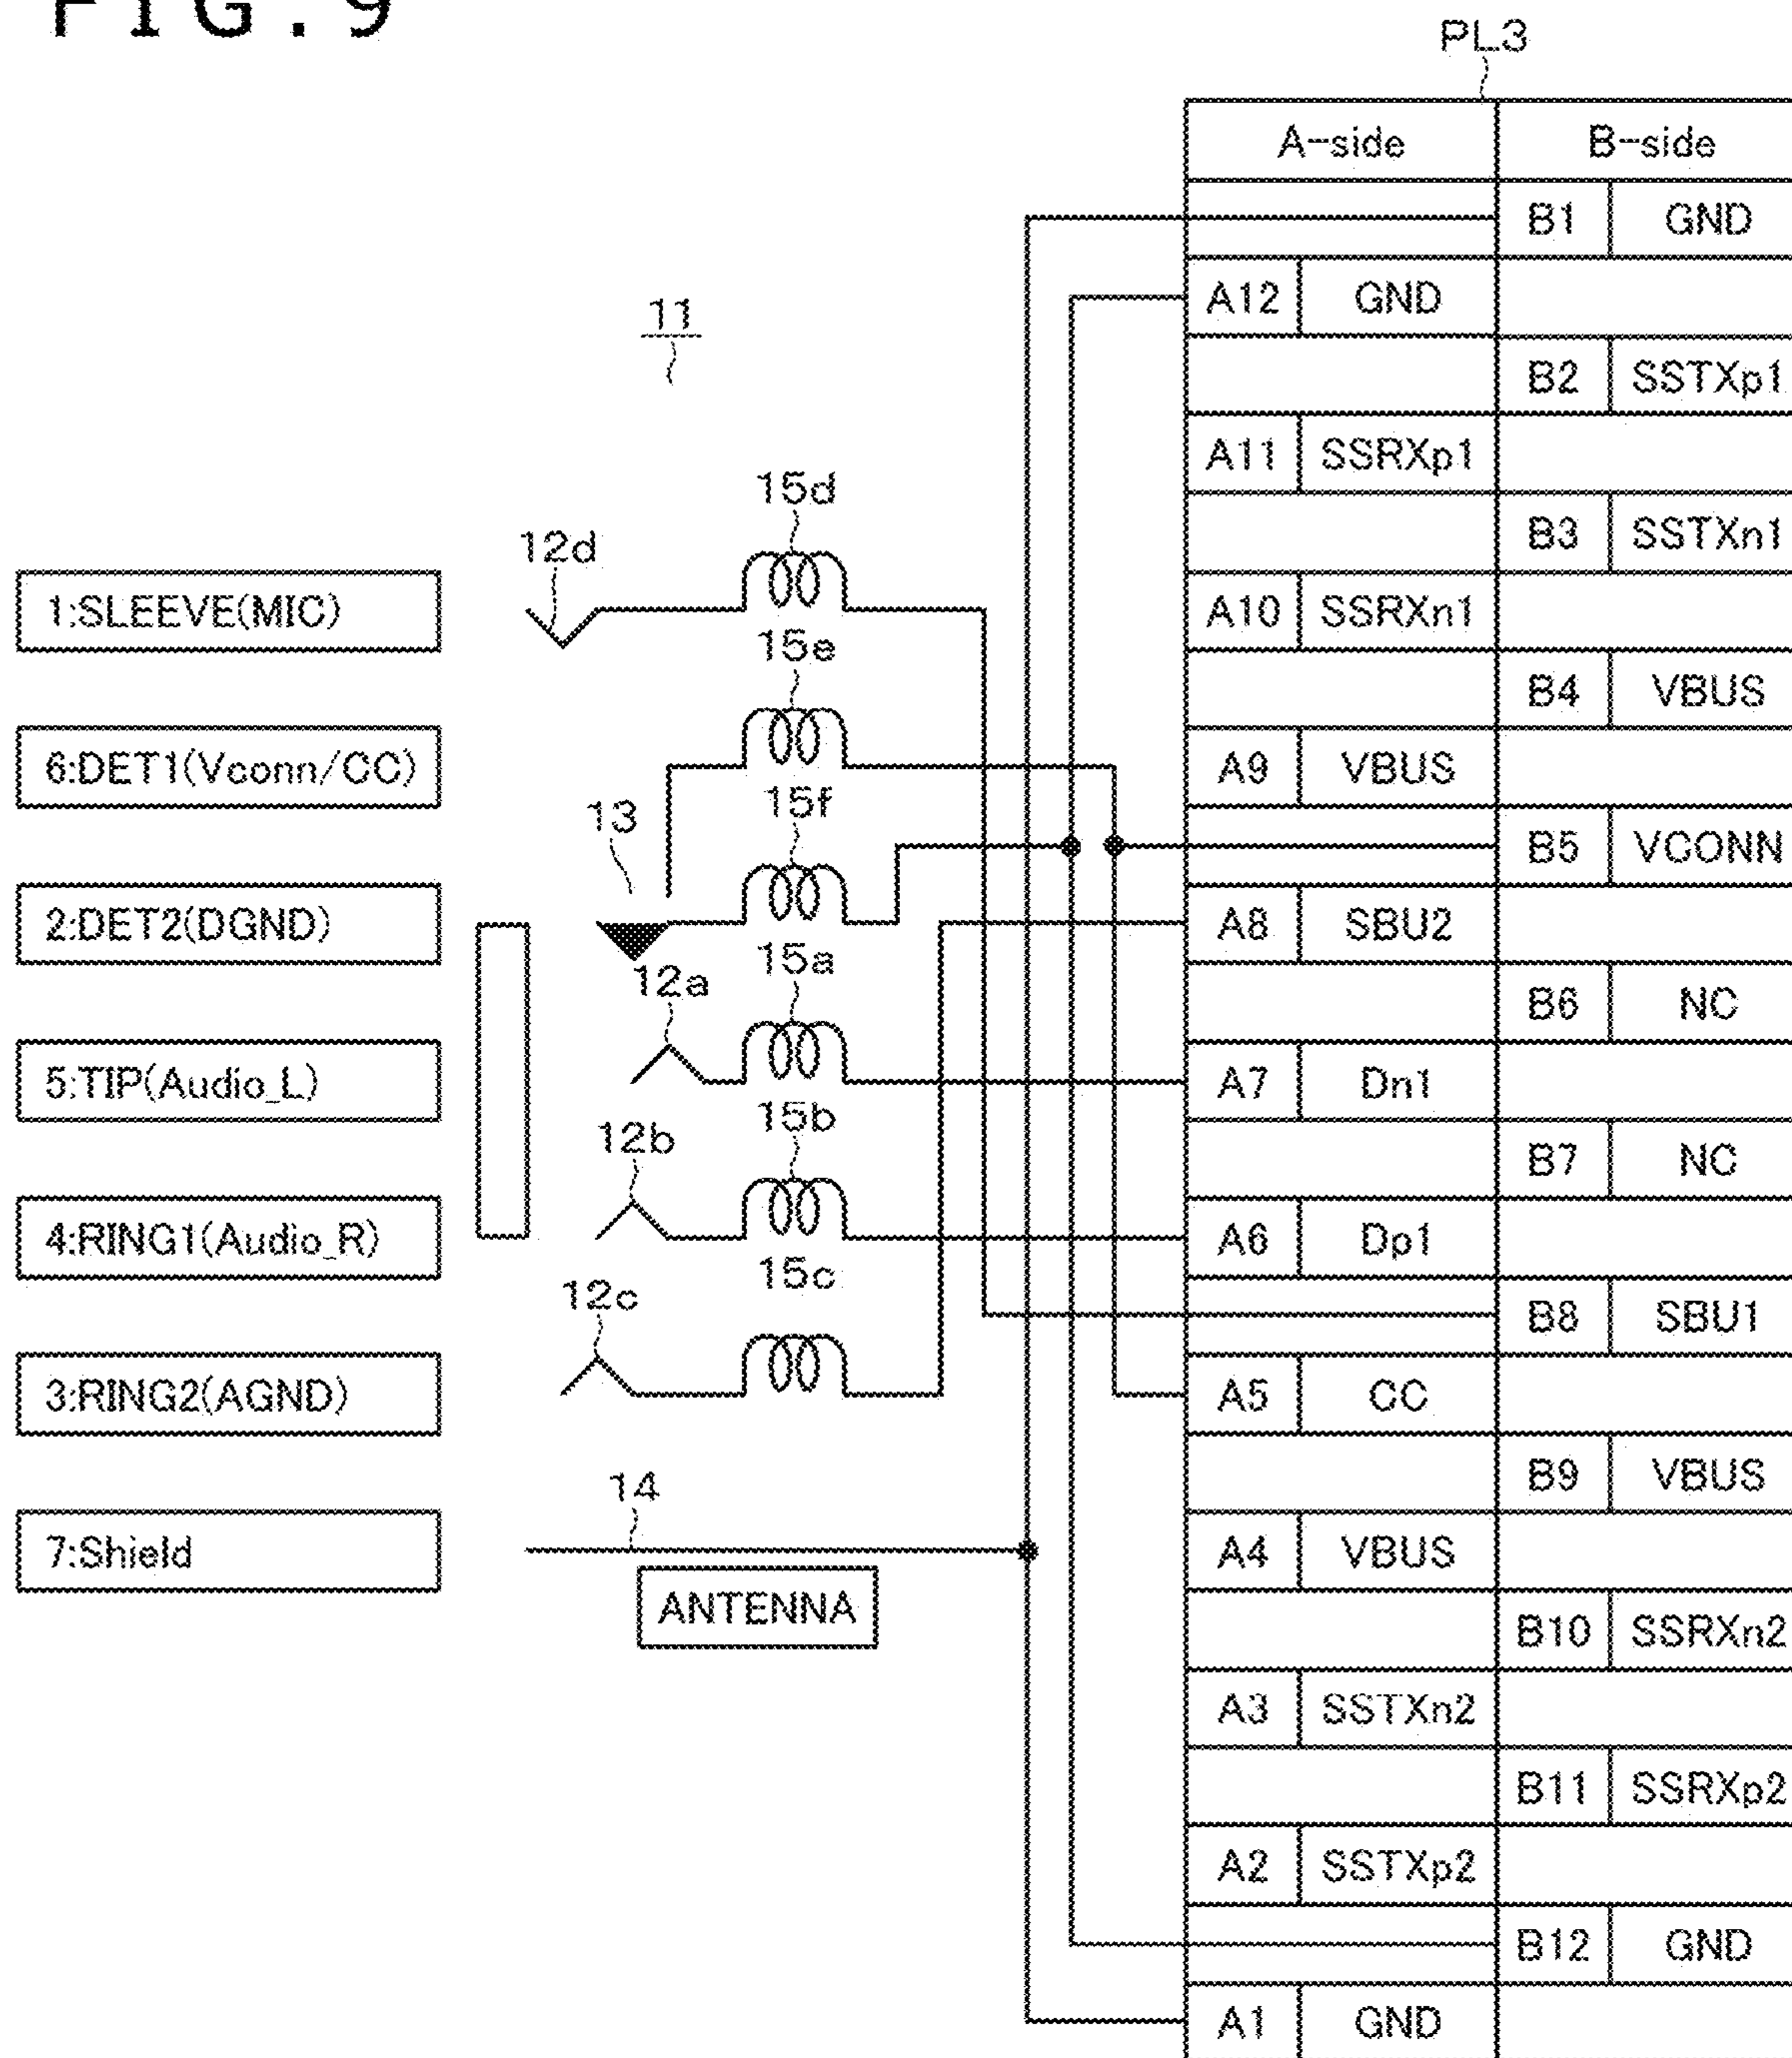 FIG.9
PL3
A-side B-side
B1 GND
11
A12 GND
B2 SSTXp1
A11 SSRXp1
15d
12d
B3 SSTXn1
1:SLEEVE(MIC)
A10 SSRXn1
15e
B4 VBUS
6:DET1(Vconn/CC)
A9 VBUS
13
15f
B5 VCONN
2:DET2(DGND)
A8 SBU2
12a
15a
B6 NC
5:TIP(Audio_L)
A7 Dn1
12b
15b
B7 NC
4:RING1(Audio_R)
A6 Dp1
12c
15c
B8 SBU1
3:RING2(AGND)
A5 CC
14
B9 VBUS
7:Shield
A4 VBUS
ANTENNA
B10 SSRXn2
A3 SSTXn2
B11 SSRXp2
A2 SSTXp2
B12 GND
A1 GND